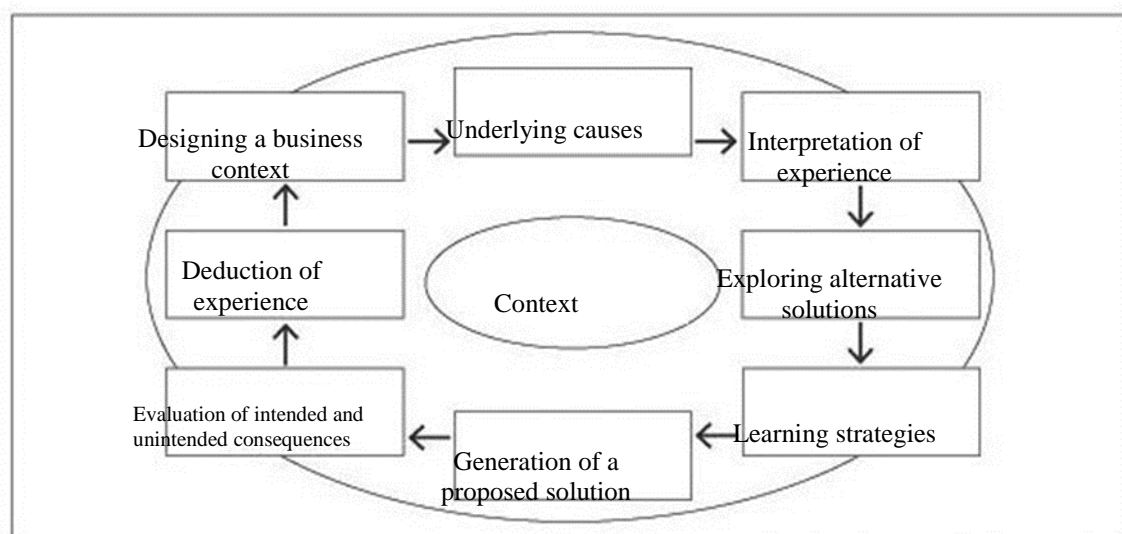 Designing a business
context
Underlying causes
Interpretation of
experience
Deduction of
experience
Context
Exploring alternative
solutions
Evaluation of intended and
unintended consequences
Generation of a
proposed solution
Learning strategies